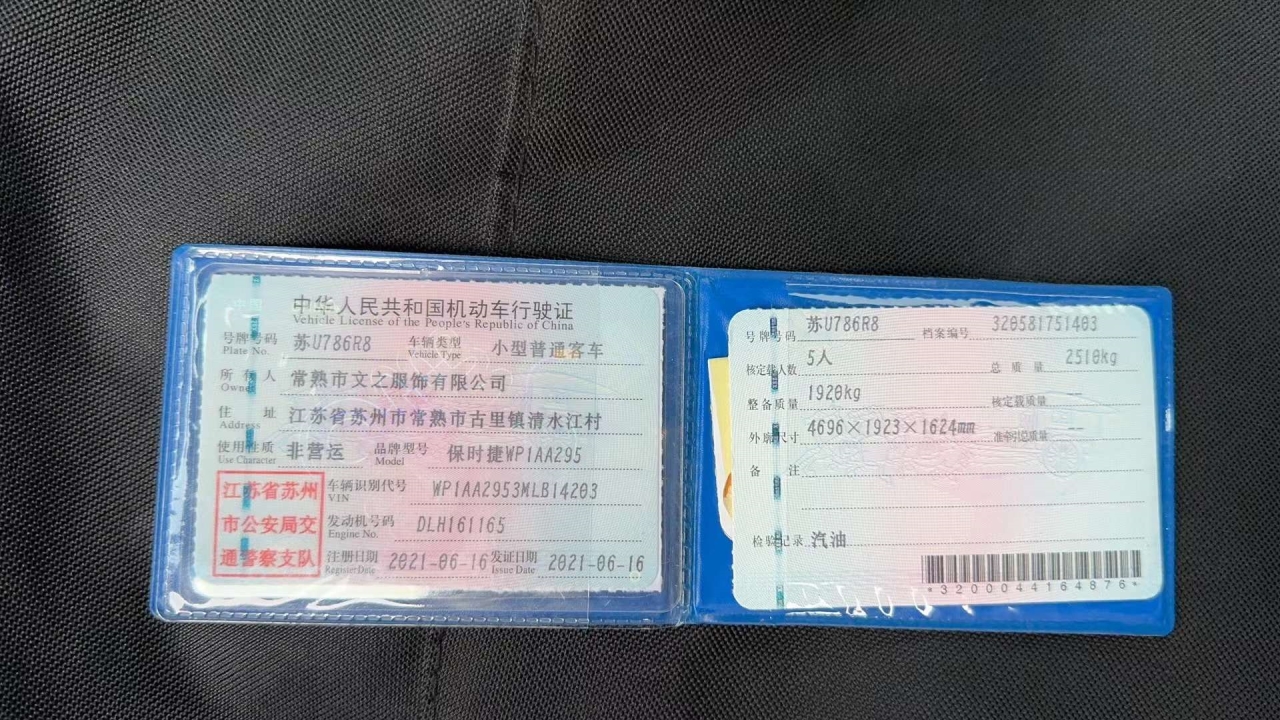 中华人民共和国机动车行驶证
Vehicle License of the People's Republic of China
号牌号码 苏U786R8 车辆类型 小型普通客车
Plate No. Vehicle Type
所有人 常熟市文之服饰有限公司
Owner
住址 江苏省苏州市常熟市古里镇清水江村
Address
使用性质 非营运 品牌型号 保时捷WP1AA295
Use Character Model
江苏省苏州
市公安局交
通警察支队
车辆识别代号 WP1AA2953MLB14203
VIN
发动机号码 DLH161165
Engine No.
注册日期 2021-06-16 发证日期 2021-06-16
Register Date Issue Date
号牌号码 苏U786R8 档案编号 320581751403
核定载人数 5人 总质量 2510kg
整备质量 1920kg 核定载质量 --
外廓尺寸 4696×1923×1624mm 准牵引总质量 --
备注
检验记录 汽油
*3200044164876*